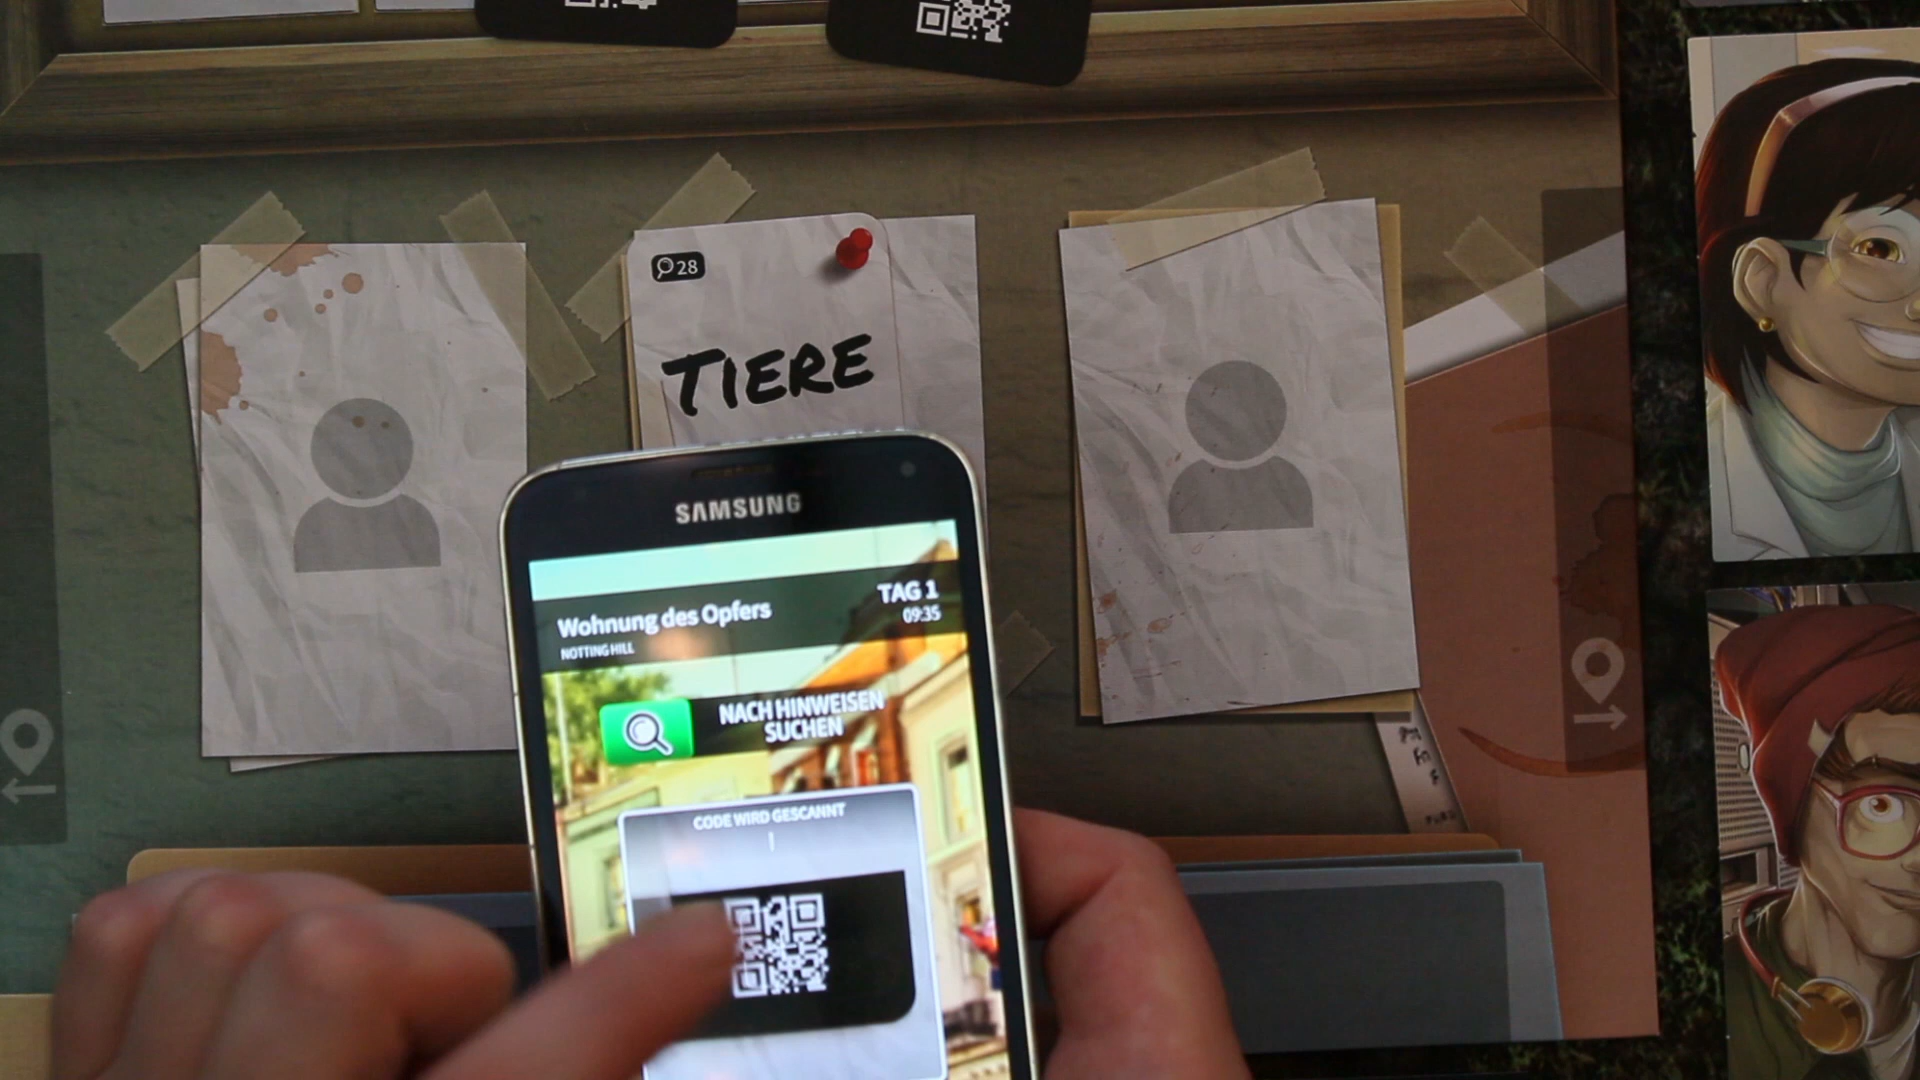 28
TIERE
SAMSUNG
Wohnung des Opfers
TAG 1
NOTTING HILL
09:35
NACH HINWEISEN
SUCHEN
CODE WIRD GESCANNT